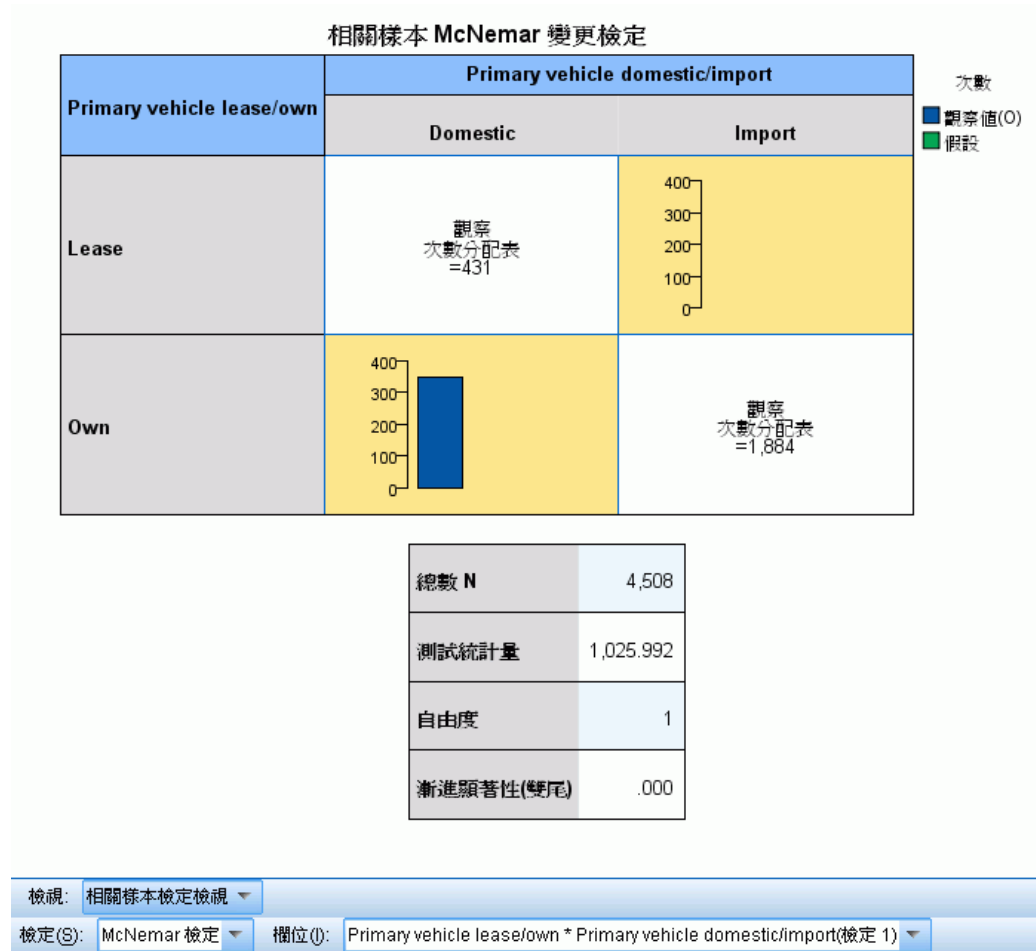 相關樣本 McNemar 變更檢定
Primary vehicle lease/own
Primary vehicle domestic/import
Domestic
Import
次數
觀察值(O)
假設
Lease
觀察
次數分配表
=431
400
300
200
100
0
Own
400
300
200
100
0
觀察
次數分配表
=1,884
總數 N
4,508
測試統計量
1,025.992
自由度
1
漸進顯著性(雙尾)
.000
檢視: 相關樣本檢定檢視
檢定(S): McNemar 檢定 欄位(I): Primary vehicle lease/own * Primary vehicle domestic/import(檢定 1)